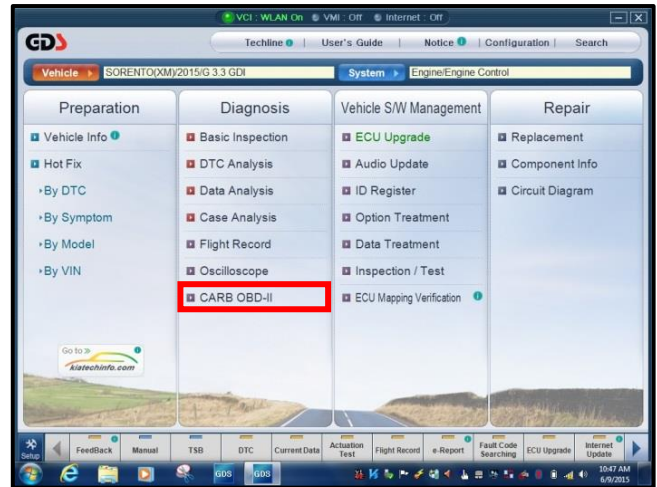 VCI : WLAN On VMI : Off Internet : Off
GDS
Techline | User's Guide | Notice | Configuration | Search
Vehicle SORENTO(XM)/2015/G 3.3 GDI System Engine/Engine Control
Preparation
Vehicle Info
Hot Fix
By DTC
By Symptom
By Model
By VIN
Go to
kiatechinfo.com
Diagnosis
Basic Inspection
DTC Analysis
Data Analysis
Case Analysis
Flight Record
Oscilloscope
CARB OBD-II
Vehicle S/W Management
ECU Upgrade
Audio Update
ID Register
Option Treatment
Data Treatment
Inspection / Test
ECU Mapping Verification
Repair
Replacement
Component Info
Circuit Diagram
Setup
FeedBack
Manual
TSB
DTC
Current Data
Actuation
Test
Flight Record
e-Report
Fault Code
Searching
ECU Upgrade
Internet
Update
GDS GDS
10:47 AM
6/9/2015